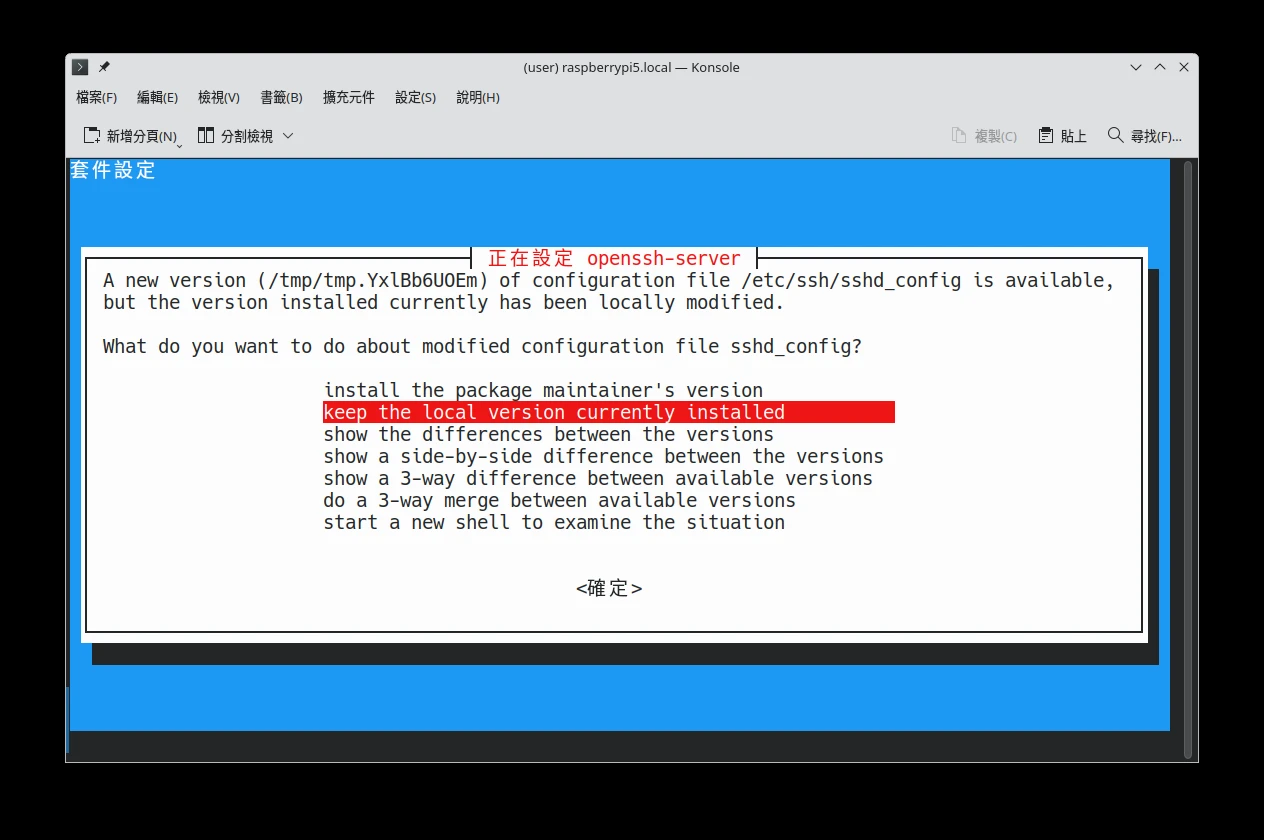 (user) raspberrypi5.local — Konsole
檔案(F) 編輯(E) 檢視(V) 書籤(B) 擴充元件 設定(S) 說明(H)
新增分頁(N) 分割檢視 複製(C) 貼上 尋找(F)...
套件設定
正在設定 openssh-server
A new version (/tmp/tmp.YxlBb6UOEm) of configuration file /etc/ssh/sshd_config is available,
but the version installed currently has been locally modified.
What do you want to do about modified configuration file sshd_config?
install the package maintainer's version
keep the local version currently installed
show the differences between the versions
show a side-by-side difference between the versions
show a 3-way difference between available versions
do a 3-way merge between available versions
start a new shell to examine the situation
<確定>